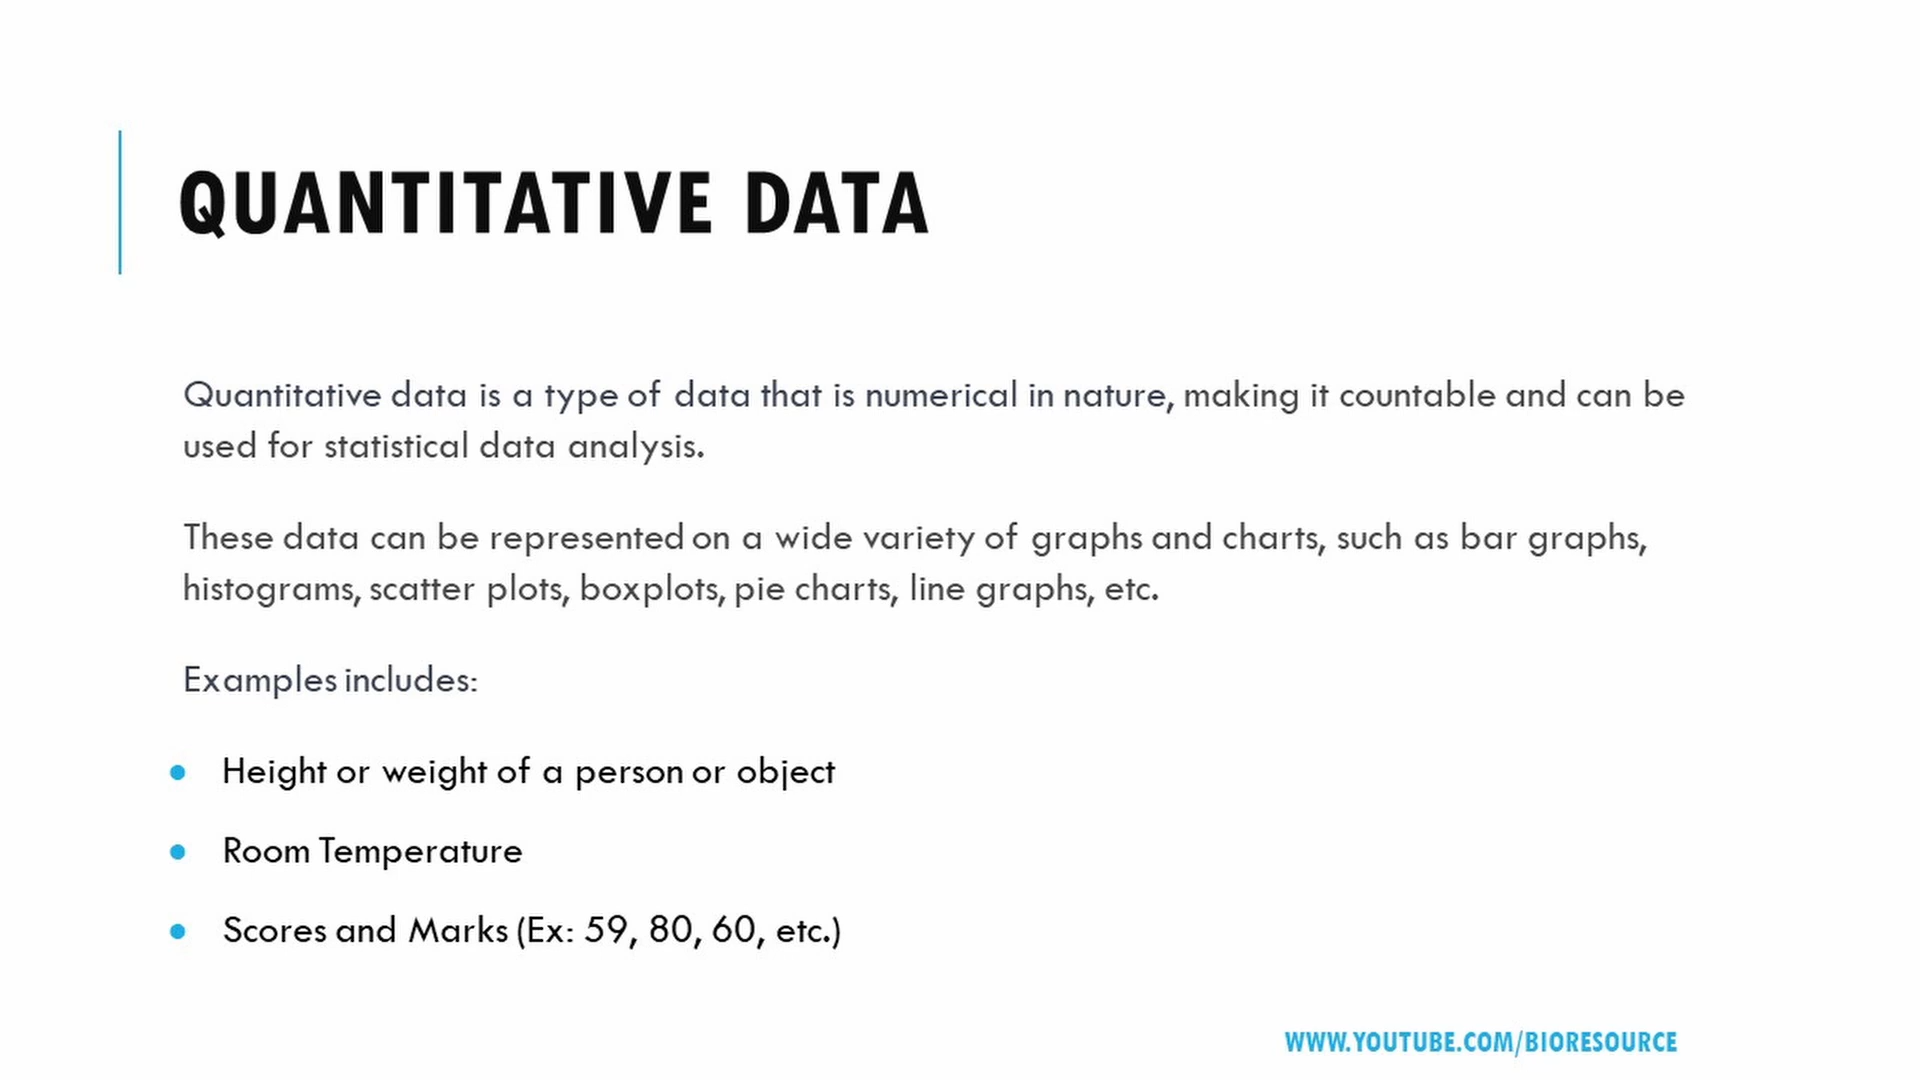 QUANTITATIVE DATA
Quantitative data is a type of data that is numerical in nature, making it countable and can be
used for statistical data analysis.
These data can be represented on a wide variety of graphs and charts, such as bar graphs,
histograms, scatter plots, boxplots, pie charts, line graphs, etc.
Examples includes:
• Height or weight of a person or object
• Room Temperature
• Scores and Marks (Ex: 59, 80, 60, etc.)
WWW.YOUTUBE.COM/BIORESOURCE